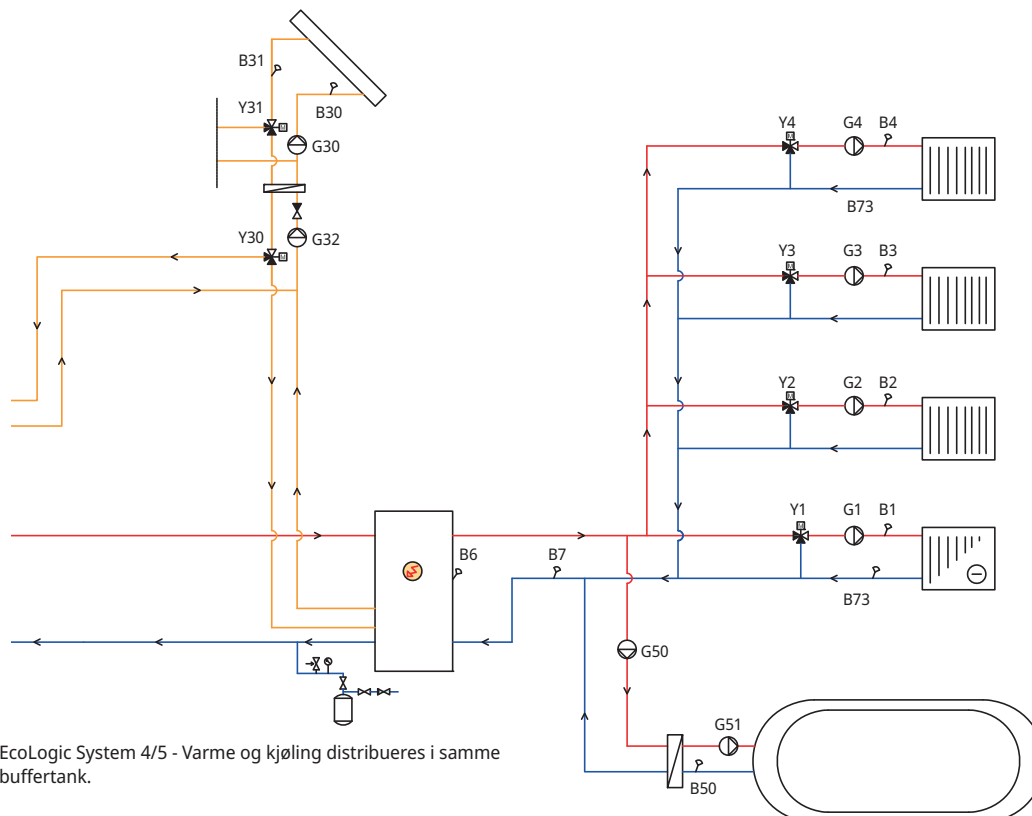 B31
B30
Y31
G30
Y30
G32
Y4
G4
B4
B73
Y3
G3
B3
Y2
G2
B2
Y1
G1
B1
B6
B7
B73
G50
G51
B50
M
M
M
M
M
M
EcoLogic System 4/5 - Varme og kjøling distribueres i samme
buffertank.